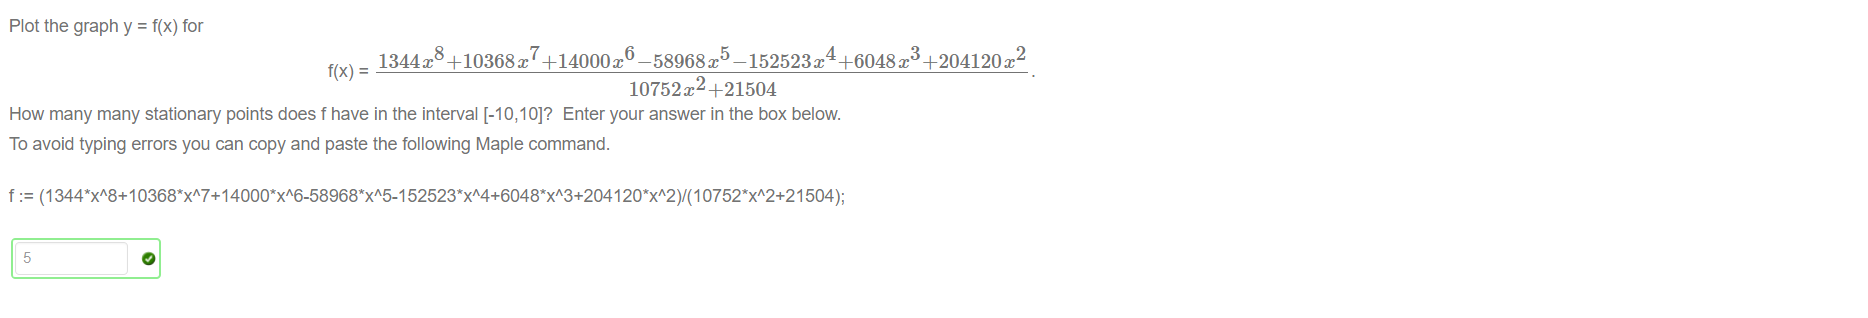 Plot the graph y = f(x) for
f(x) = \frac{1344x^8+10368x^7+14000x^6-58968x^5-152523x^4+6048x^3+204120x^2}{10752x^2+21504}.
How many many stationary points does f have in the interval [-10,10]?  Enter your answer in the box below.
To avoid typing errors you can copy and paste the following Maple command.
f := (1344*x^8+10368*x^7+14000*x^6-58968*x^5-152523*x^4+6048*x^3+204120*x^2)/(10752*x^2+21504);
5